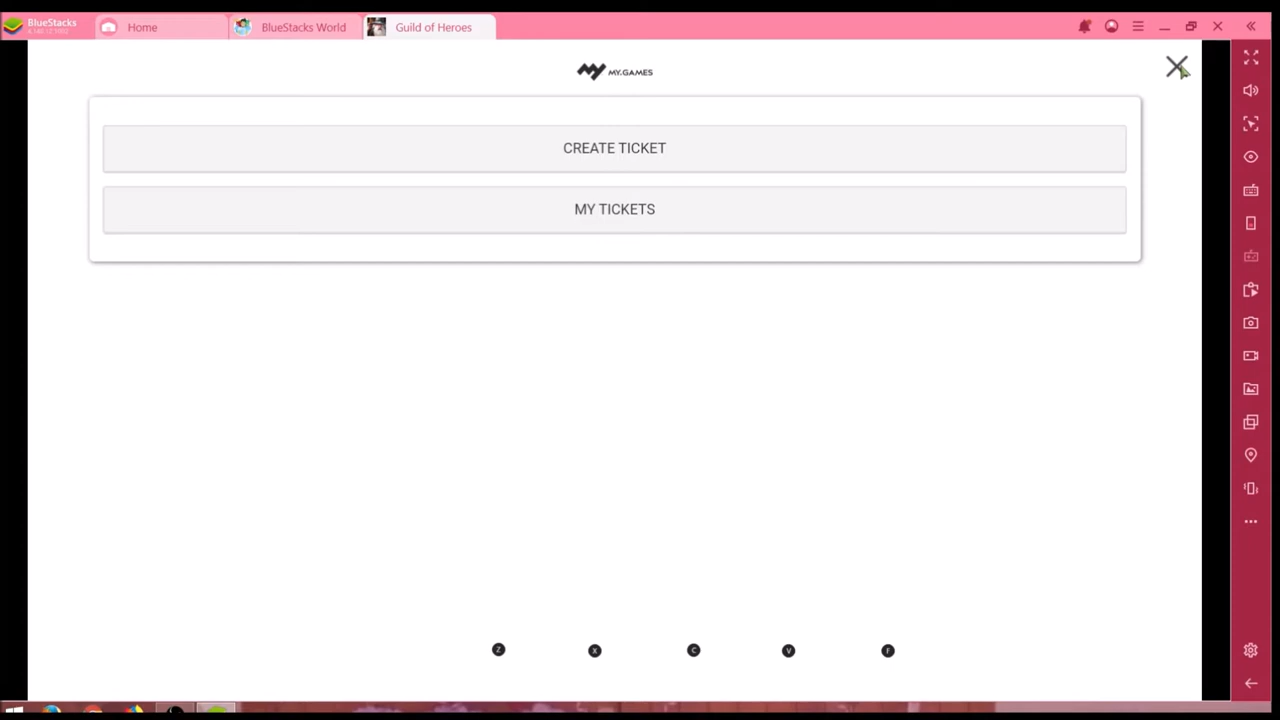 BlueStacks
Home
BlueStacks World
Guild of Heroes
MY.GAMES
CREATE TICKET
MY TICKETS
Z
X
C
V
F